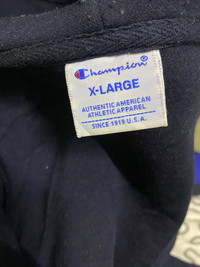 Champion
X-LARGE
AUTHENTIC AMERICAN
ATHLETIC APPAREL
SINCE 1919 U.S.A.